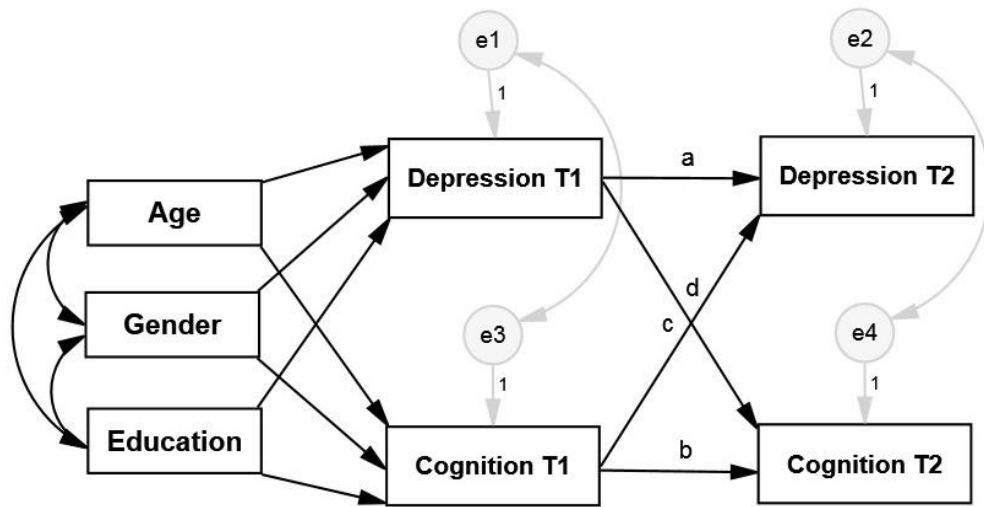 e1
e2
1
1
Depression T1
a
Depression T2
Age
d
Gender
c
e3
e4
1
1
Education
Cognition T1
b
Cognition T2